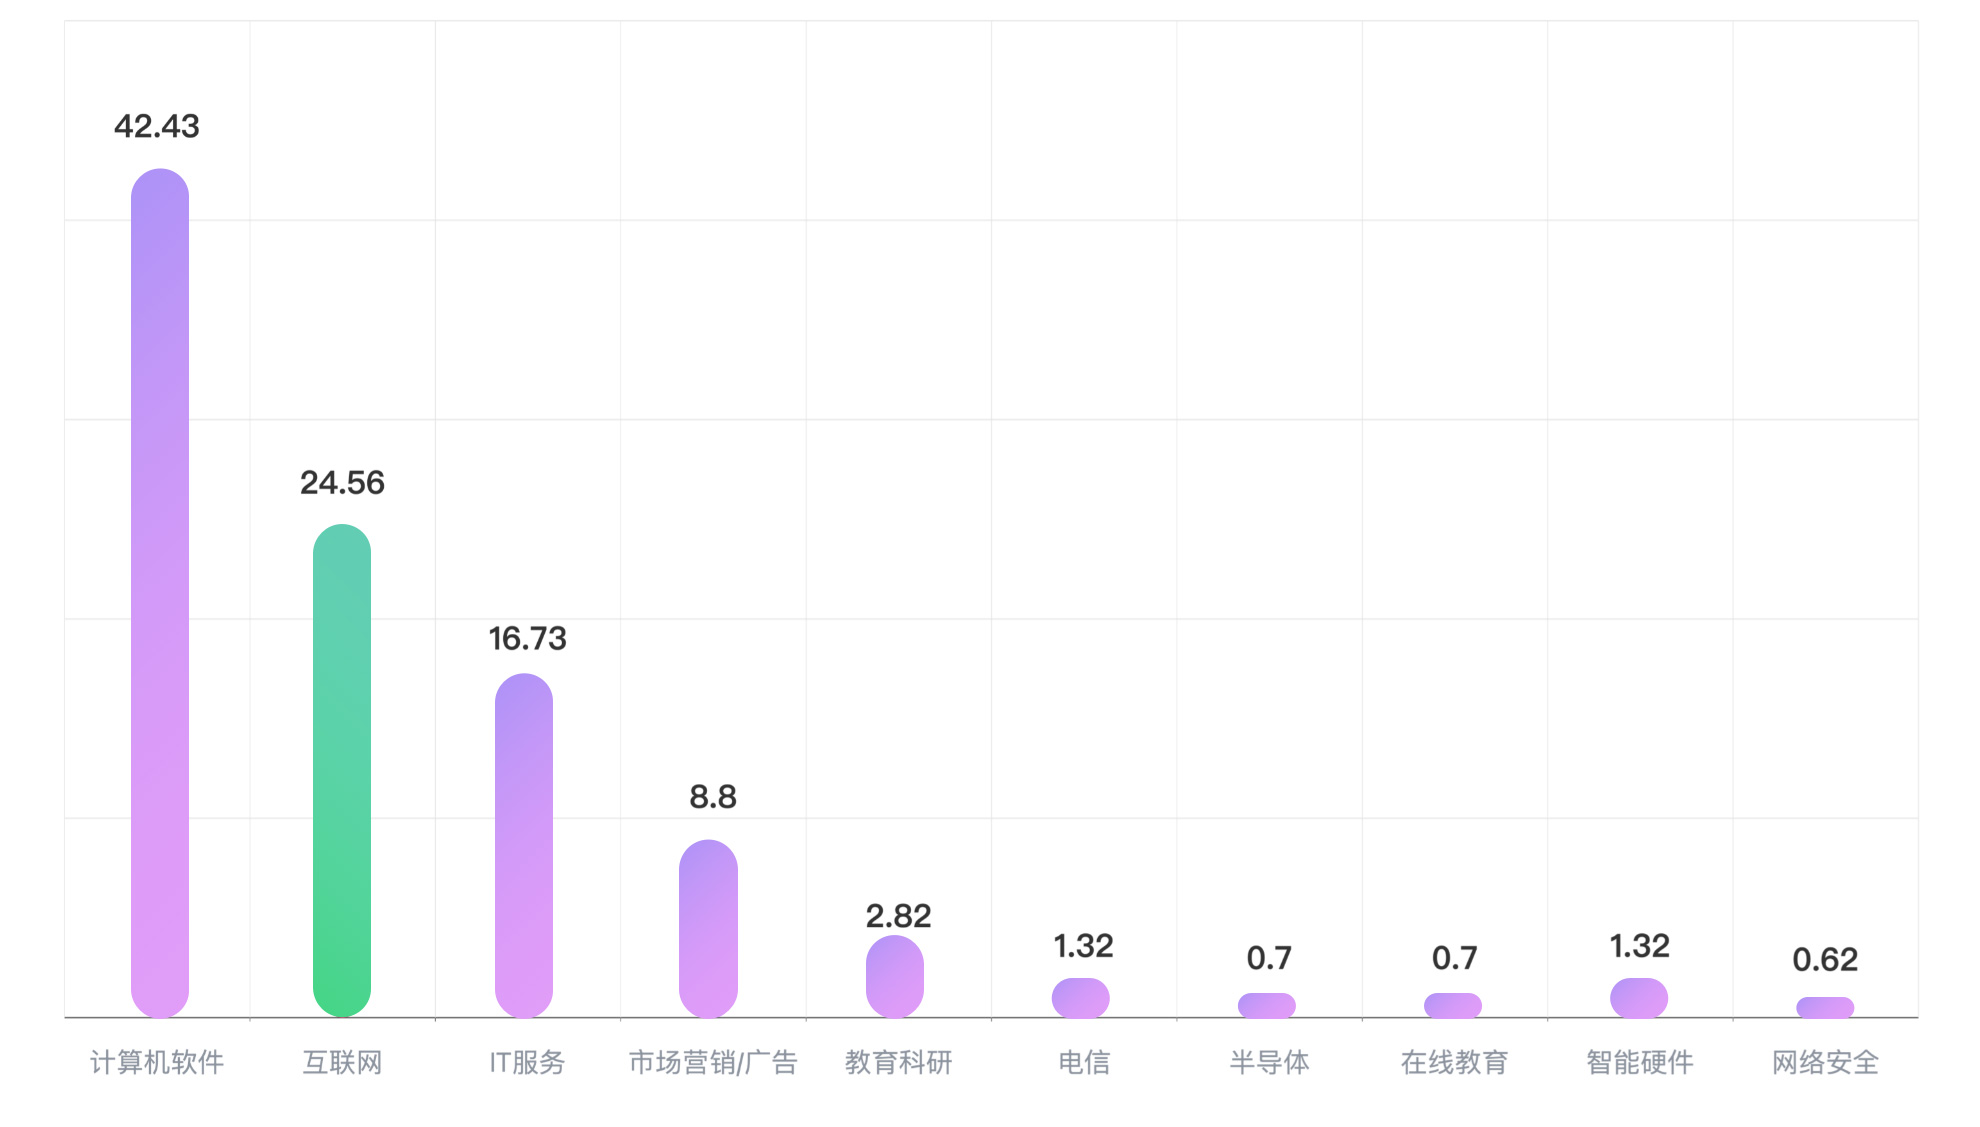 42.43
24.56
16.73
8.8
2.82
1.32
0.7
0.7
1.32
0.62
计算机软件
互联网
IT服务
市场营销/广告
教育科研
电信
半导体
在线教育
智能硬件
网络安全